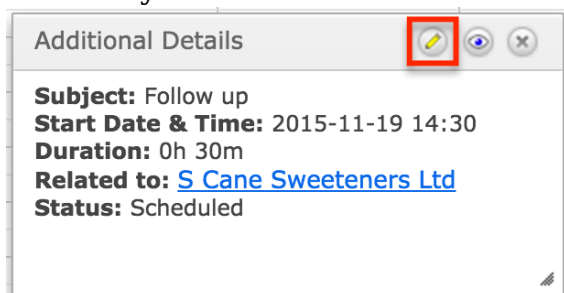 Additional Details
Subject: Follow up
Start Date & Time: 2015-11-19 14:30
Duration: 0h 30m
Related to: S Cane Sweeteners Ltd
Status: Scheduled